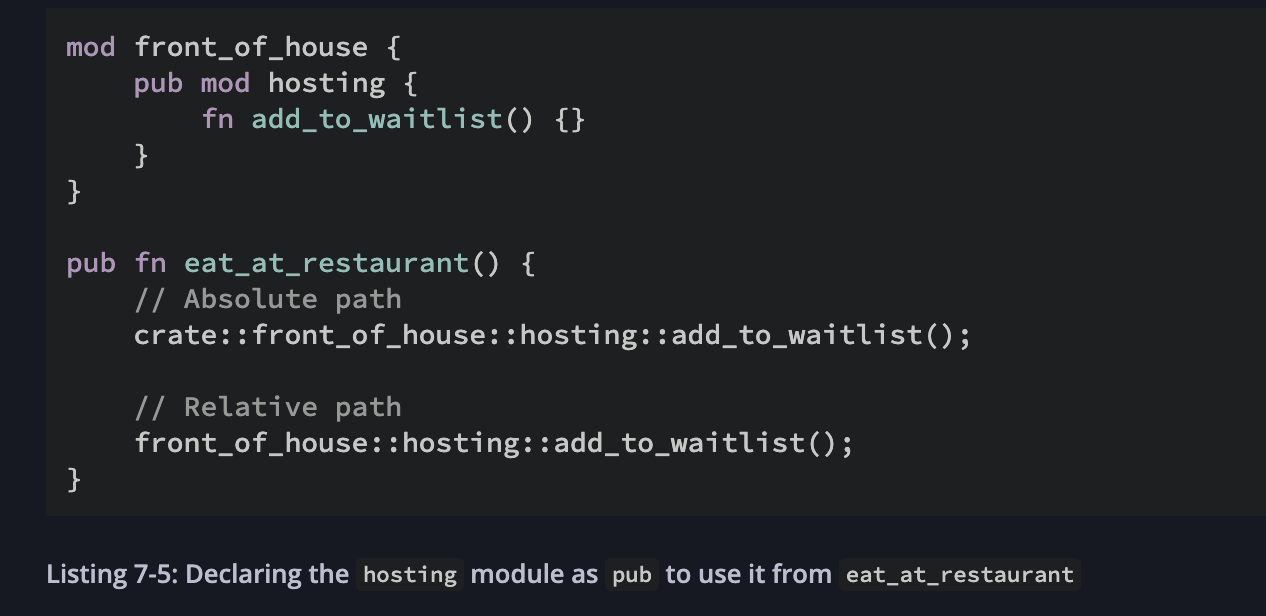 mod front_of_house {
    pub mod hosting {
        fn add_to_waitlist() {}
    }
}

pub fn eat_at_restaurant() {
    // Absolute path
    crate::front_of_house::hosting::add_to_waitlist();

    // Relative path
    front_of_house::hosting::add_to_waitlist();
}

Listing 7-5: Declaring the hosting module as pub to use it from eat_at_restaurant